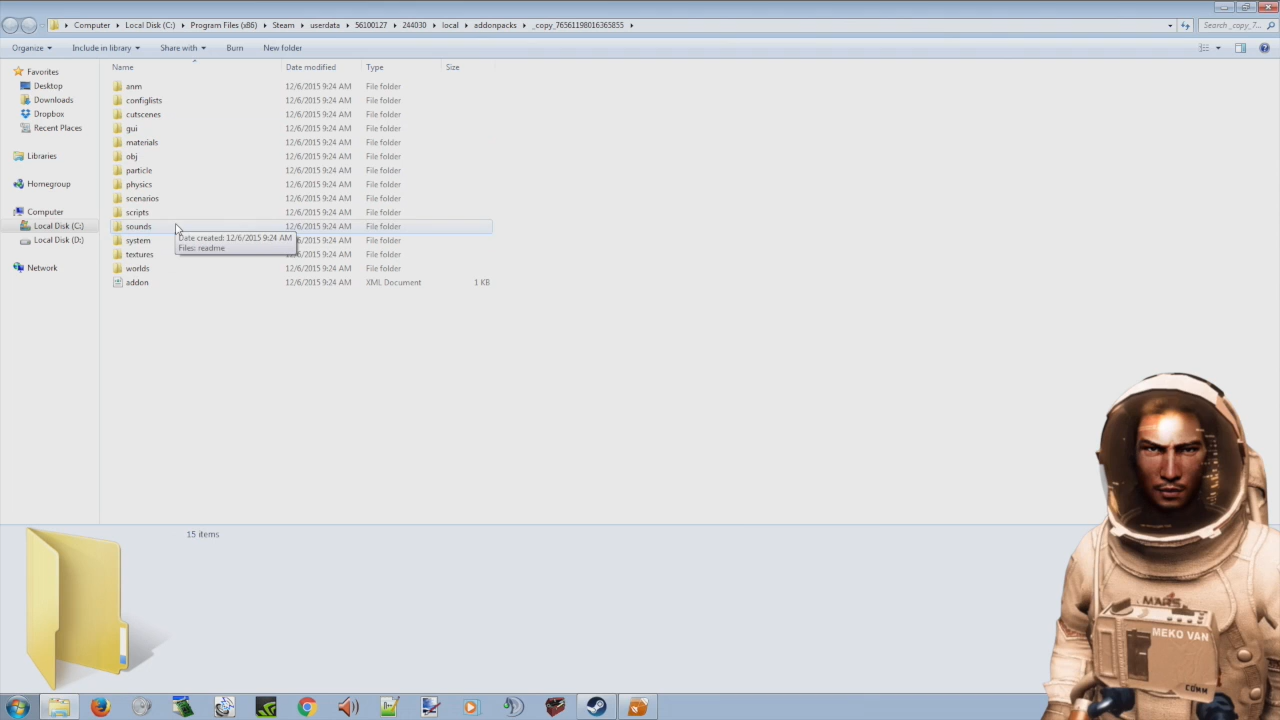 Computer Local Disk (C:) Program Files (x86) Steam userdata 56100127 244030 local addonpacks _copy_76561198016365855
Search _copy_7...
Organize Include in library Share with Burn New folder
Favorites
Desktop
Downloads
Dropbox
Recent Places
Libraries
Homegroup
Computer
Local Disk (C:)
Local Disk (D:)
Network
Name Date modified Type Size
anm 12/6/2015 9:24 AM File folder
configlists 12/6/2015 9:24 AM File folder
cutscenes 12/6/2015 9:24 AM File folder
gui 12/6/2015 9:24 AM File folder
materials 12/6/2015 9:24 AM File folder
obj 12/6/2015 9:24 AM File folder
particle 12/6/2015 9:24 AM File folder
physics 12/6/2015 9:24 AM File folder
scenarios 12/6/2015 9:24 AM File folder
scripts 12/6/2015 9:24 AM File folder
sounds 12/6/2015 9:24 AM File folder
system 12/6/2015 9:24 AM File folder
textures 12/6/2015 9:24 AM File folder
worlds 12/6/2015 9:24 AM File folder
addon 12/6/2015 9:24 AM XML Document 1 KB
Date created: 12/6/2015 9:24 AM
Files: readme
15 items
MARS
MEKO VAN
COMM